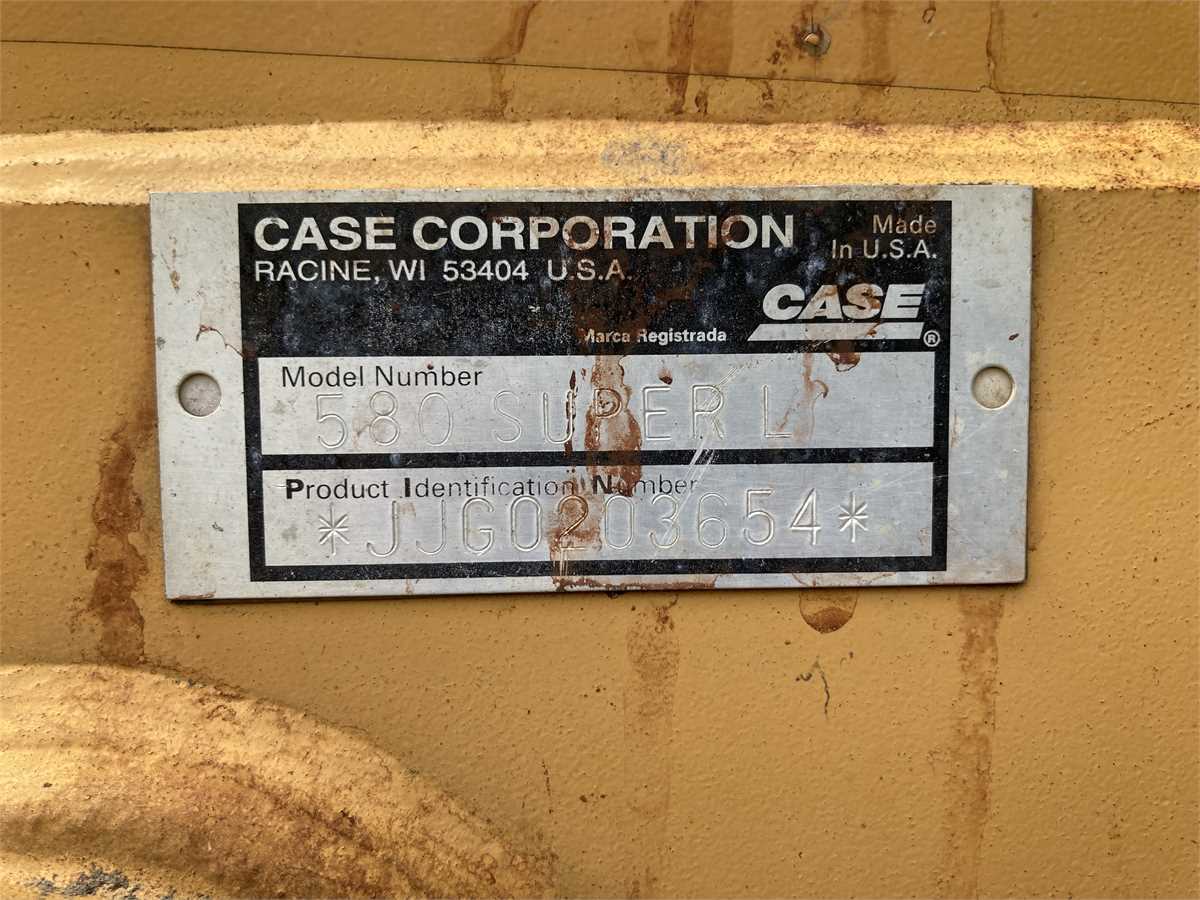 CASE CORPORATION
RACINE, WI 53404 U.S.A.
Made
In U.S.A.
CASE
Marca Registrada ®
Model Number
580 SUPER L
Product Identification Number
*JJG0203654*